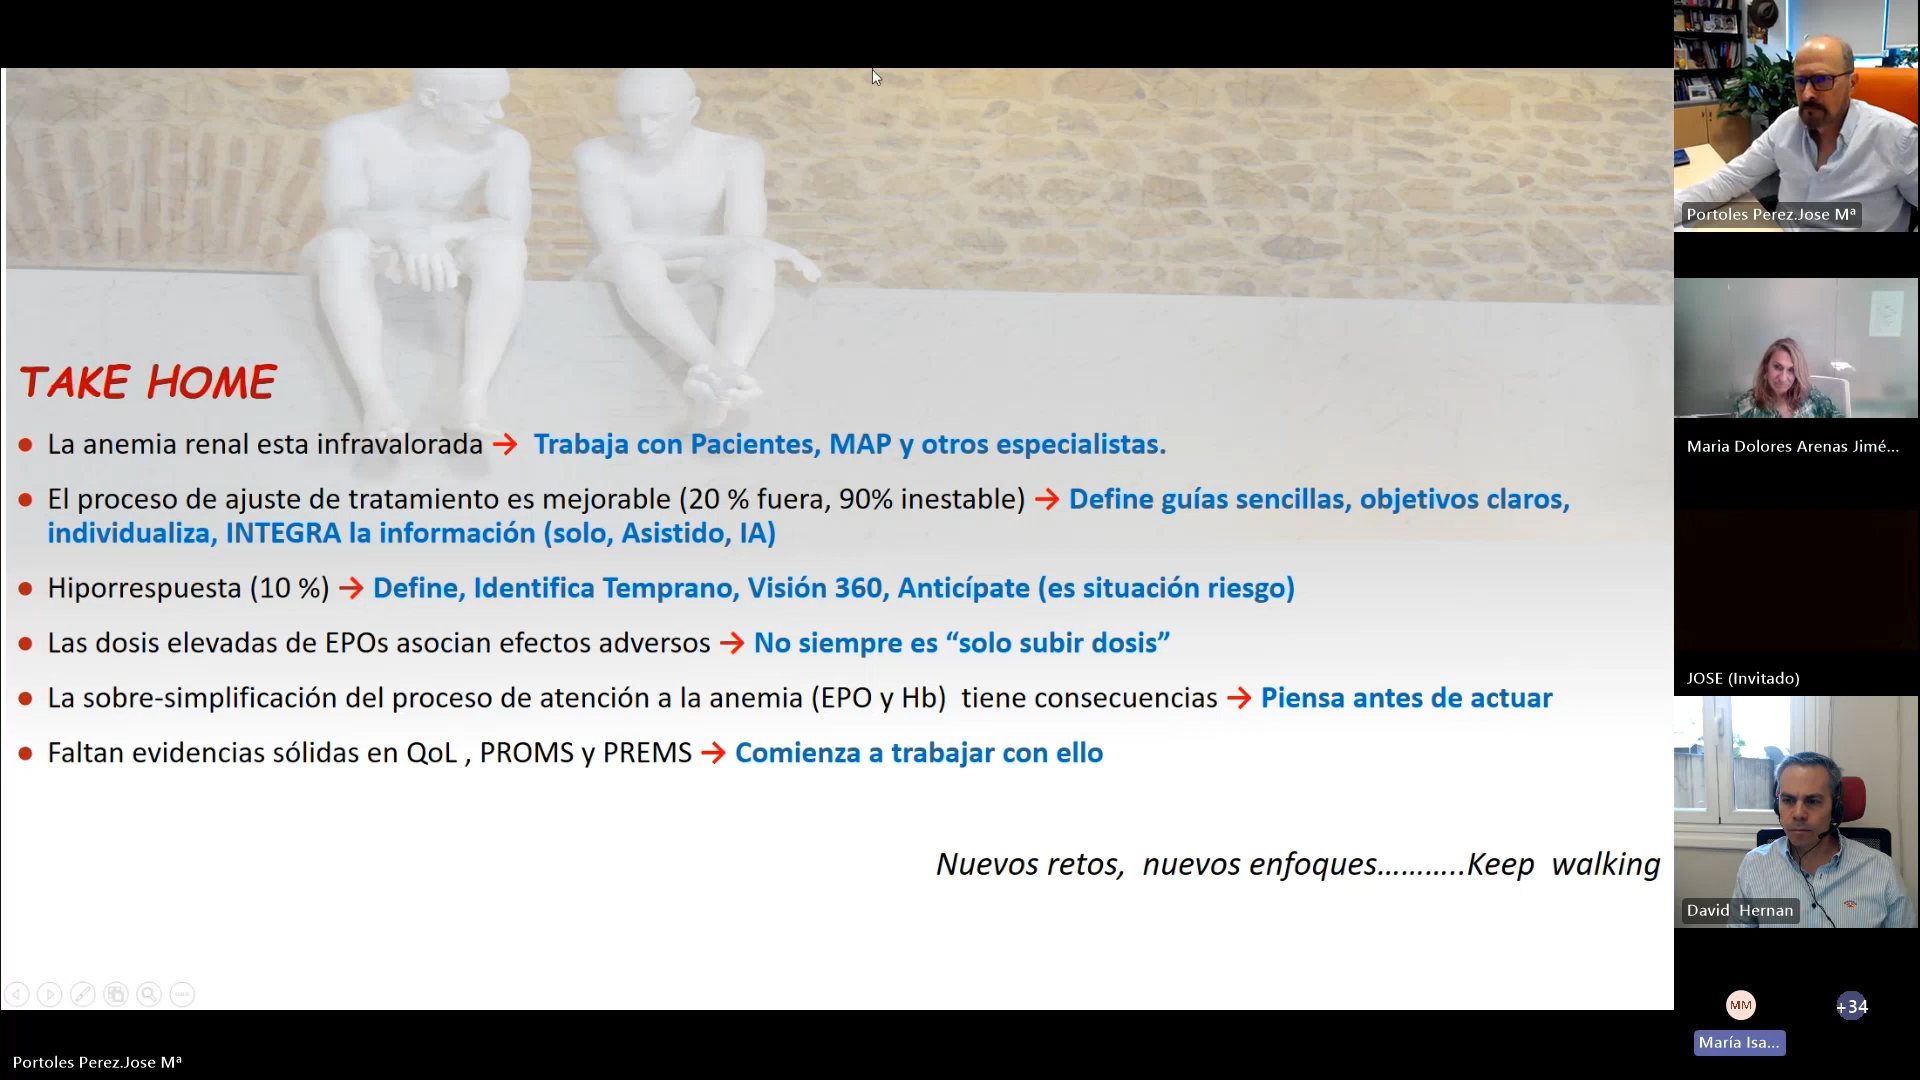 TAKE HOME
● La anemia renal esta infravalorada → Trabaja con Pacientes, MAP y otros especialistas.
● El proceso de ajuste de tratamiento es mejorable (20 % fuera, 90% inestable) → Define guías sencillas, objetivos claros,
individualiza, INTEGRA la información (solo, Asistido, IA)
● Hiporrespuesta (10 %) → Define, Identifica Temprano, Visión 360, Anticípate (es situación riesgo)
● Las dosis elevadas de EPOs asocian efectos adversos → No siempre es “solo subir dosis”
● La sobre-simplificación del proceso de atención a la anemia (EPO y Hb) tiene consecuencias → Piensa antes de actuar
● Faltan evidencias sólidas en QoL , PROMS y PREMS → Comienza a trabajar con ello
Nuevos retos, nuevos enfoques………..Keep walking
Portoles Perez.Jose Mª
Portoles Perez.Jose Mª
Maria Dolores Arenas Jimé...
JOSE (Invitado)
David Hernan
MM
+34
María Isa...